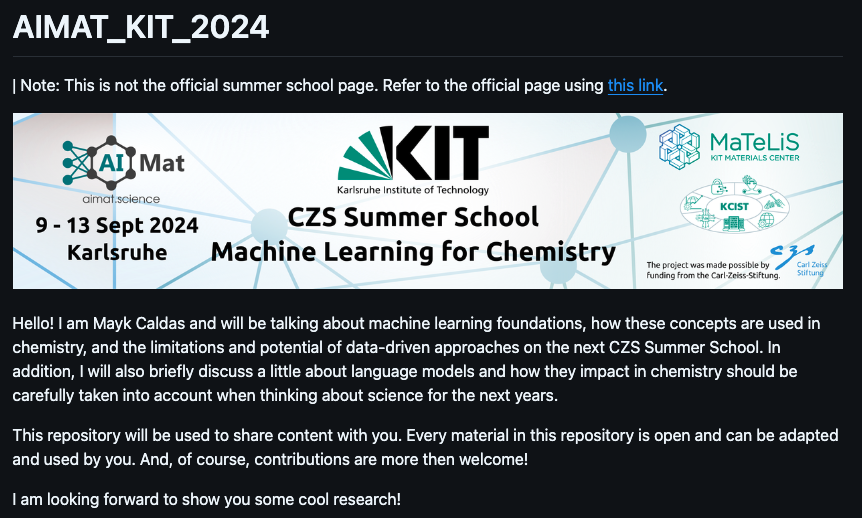 AIMAT_KIT_2024
| Note: This is not the official summer school page. Refer to the official page using this link.
AI Mat
aimat.science
9 - 13 Sept 2024
Karlsruhe
KIT
Karlsruhe Institute of Technology
CZS Summer School
Machine Learning for Chemistry
MaTeLiS
KIT MATERIALS CENTER
KCIST
The project was made possible by
funding from the Carl-Zeiss-Stiftung.
czs
Carl Zeiss
Stiftung
Hello! I am Mayk Caldas and will be talking about machine learning foundations, how these concepts are used in
chemistry, and the limitations and potential of data-driven approaches on the next CZS Summer School. In
addition, I will also briefly discuss a little about language models and how they impact in chemistry should be
carefully taken into account when thinking about science for the next years.
This repository will be used to share content with you. Every material in this repository is open and can be adapted
and used by you. And, of course, contributions are more then welcome!
I am looking forward to show you some cool research!